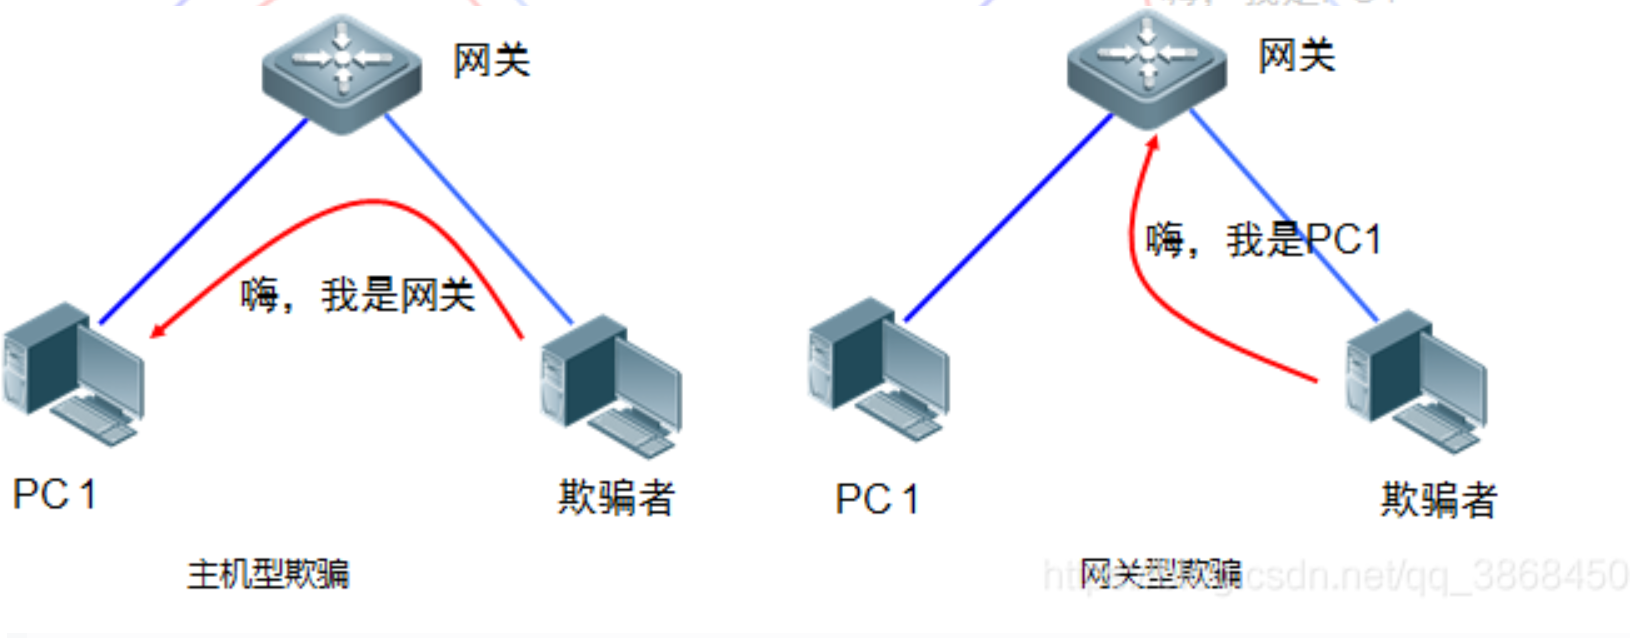 网关
嗨，我是网关
PC 1
欺骗者
主机型欺骗
网关
嗨，我是PC1
PC 1
欺骗者
网关型欺骗
csdn.net/qq_3868450